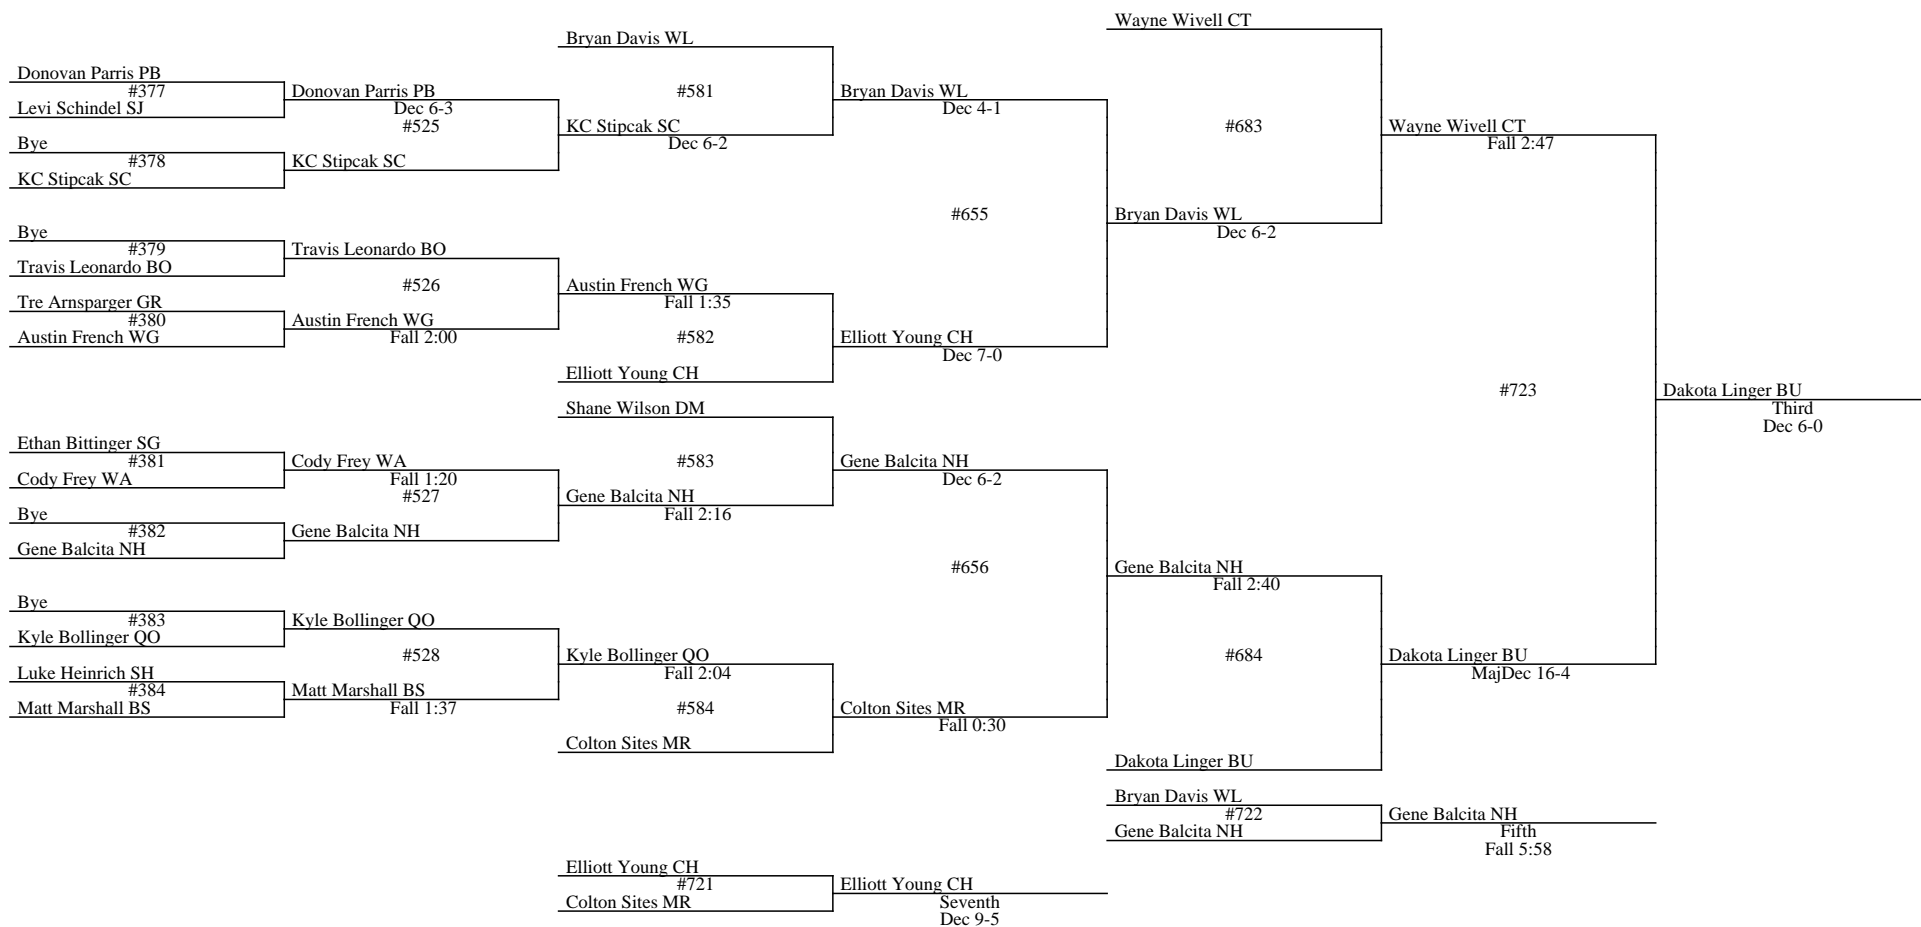 Wayne Wivell CT
Bryan Davis WL
Donovan Parris PB
#377
Levi Schindel SJ
Donovan Parris PB
Dec 6-3
#525
#581
Bryan Davis WL
Dec 4-1
KC Stipcak SC
Dec 6-2
#683
Wayne Wivell CT
Fall 2:47
Bye
#378
KC Stipcak SC
KC Stipcak SC
#655
Bryan Davis WL
Dec 6-2
Bye
#379
Travis Leonardo BO
Travis Leonardo BO
#526
Austin French WG
Fall 1:35
Tre Arnsparger GR
#380
Austin French WG
Austin French WG
Fall 2:00
#582
Elliott Young CH
Dec 7-0
Elliott Young CH
#723
Dakota Linger BU
Third
Dec 6-0
Shane Wilson DM
Ethan Bittinger SG
#381
Cody Frey WA
Cody Frey WA
Fall 1:20
#527
#583
Gene Balcita NH
Dec 6-2
Gene Balcita NH
Fall 2:16
Bye
#382
Gene Balcita NH
Gene Balcita NH
#656
Gene Balcita NH
Fall 2:40
Bye
#383
Kyle Bollinger QO
Kyle Bollinger QO
#528
Kyle Bollinger QO
Fall 2:04
#684
Dakota Linger BU
MajDec 16-4
Luke Heinrich SH
#384
Matt Marshall BS
Matt Marshall BS
Fall 1:37
#584
Colton Sites MR
Fall 0:30
Colton Sites MR
Dakota Linger BU
Bryan Davis WL
#722
Gene Balcita NH
Gene Balcita NH
Fifth
Fall 5:58
Elliott Young CH
#721
Colton Sites MR
Elliott Young CH
Seventh
Dec 9-5